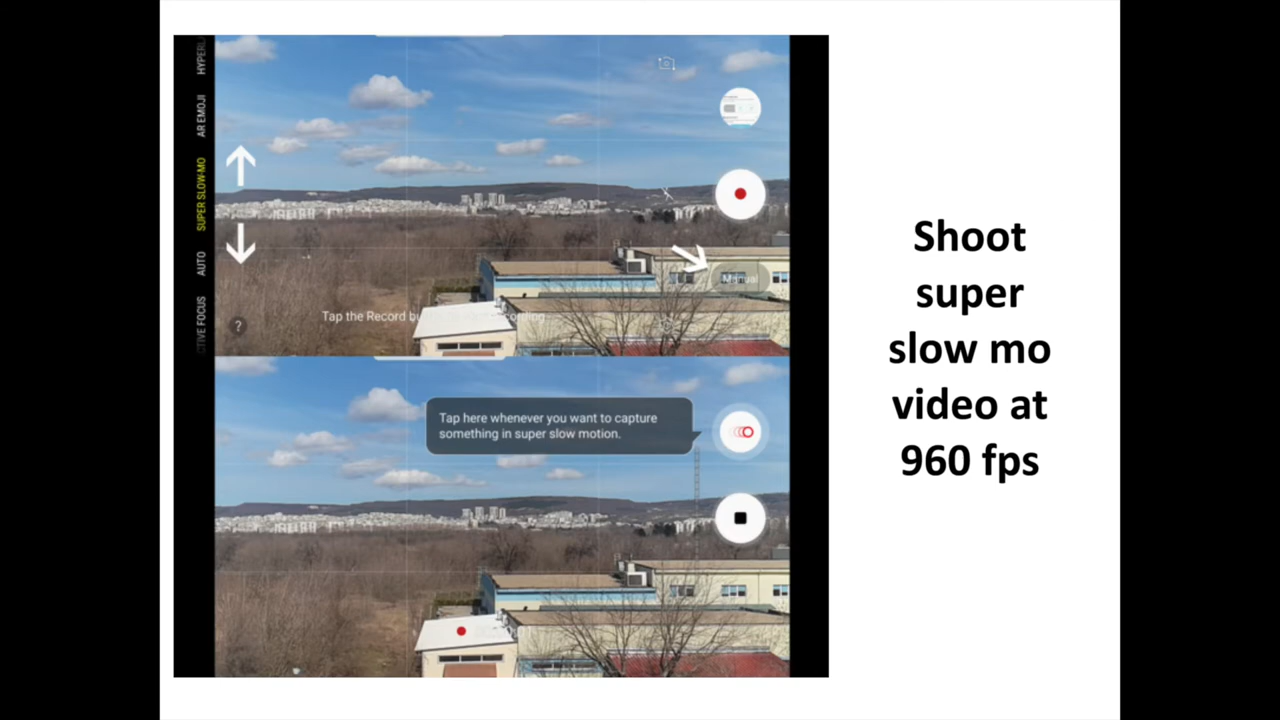 HYPERL
AR EMOJI
SUPER SLOW-MO
AUTO
CTIVE FOCUS
?
Manual
Tap the Record bu
Tap here whenever you want to capture
something in super slow motion.
Shoot
super
slow mo
video at
960 fps